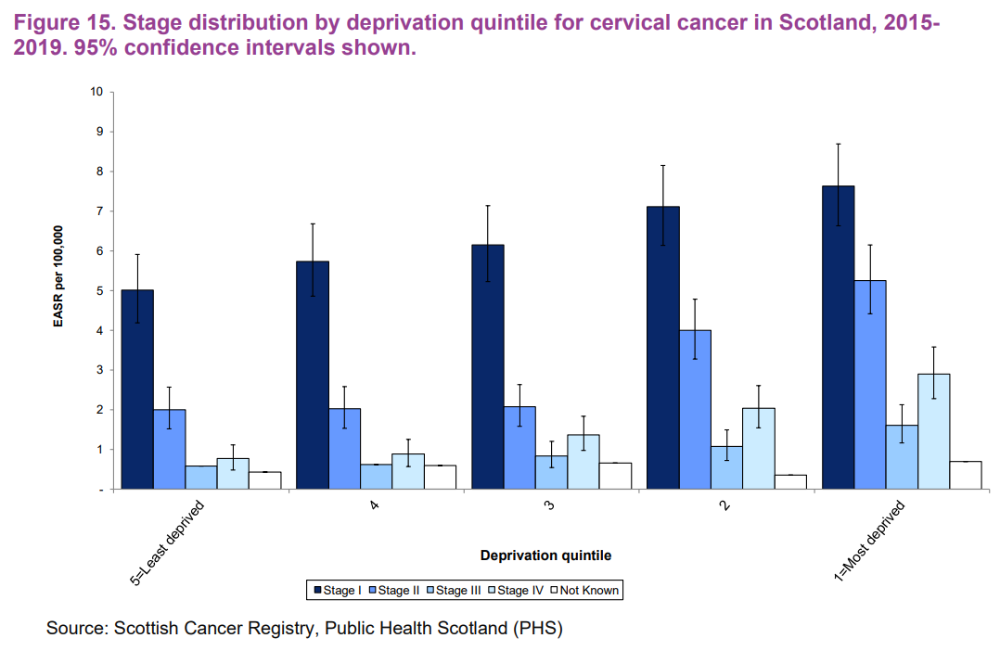 Figure 15. Stage distribution by deprivation quintile for cervical cancer in Scotland, 2015-
2019. 95% confidence intervals shown.
10
9
8
7
6
5
4
3
2
1
-
EASR per 100,000
5=Least deprived
4
3
2
1=Most deprived
Deprivation quintile
Stage I Stage II Stage III Stage IV Not Known
Source: Scottish Cancer Registry, Public Health Scotland (PHS)